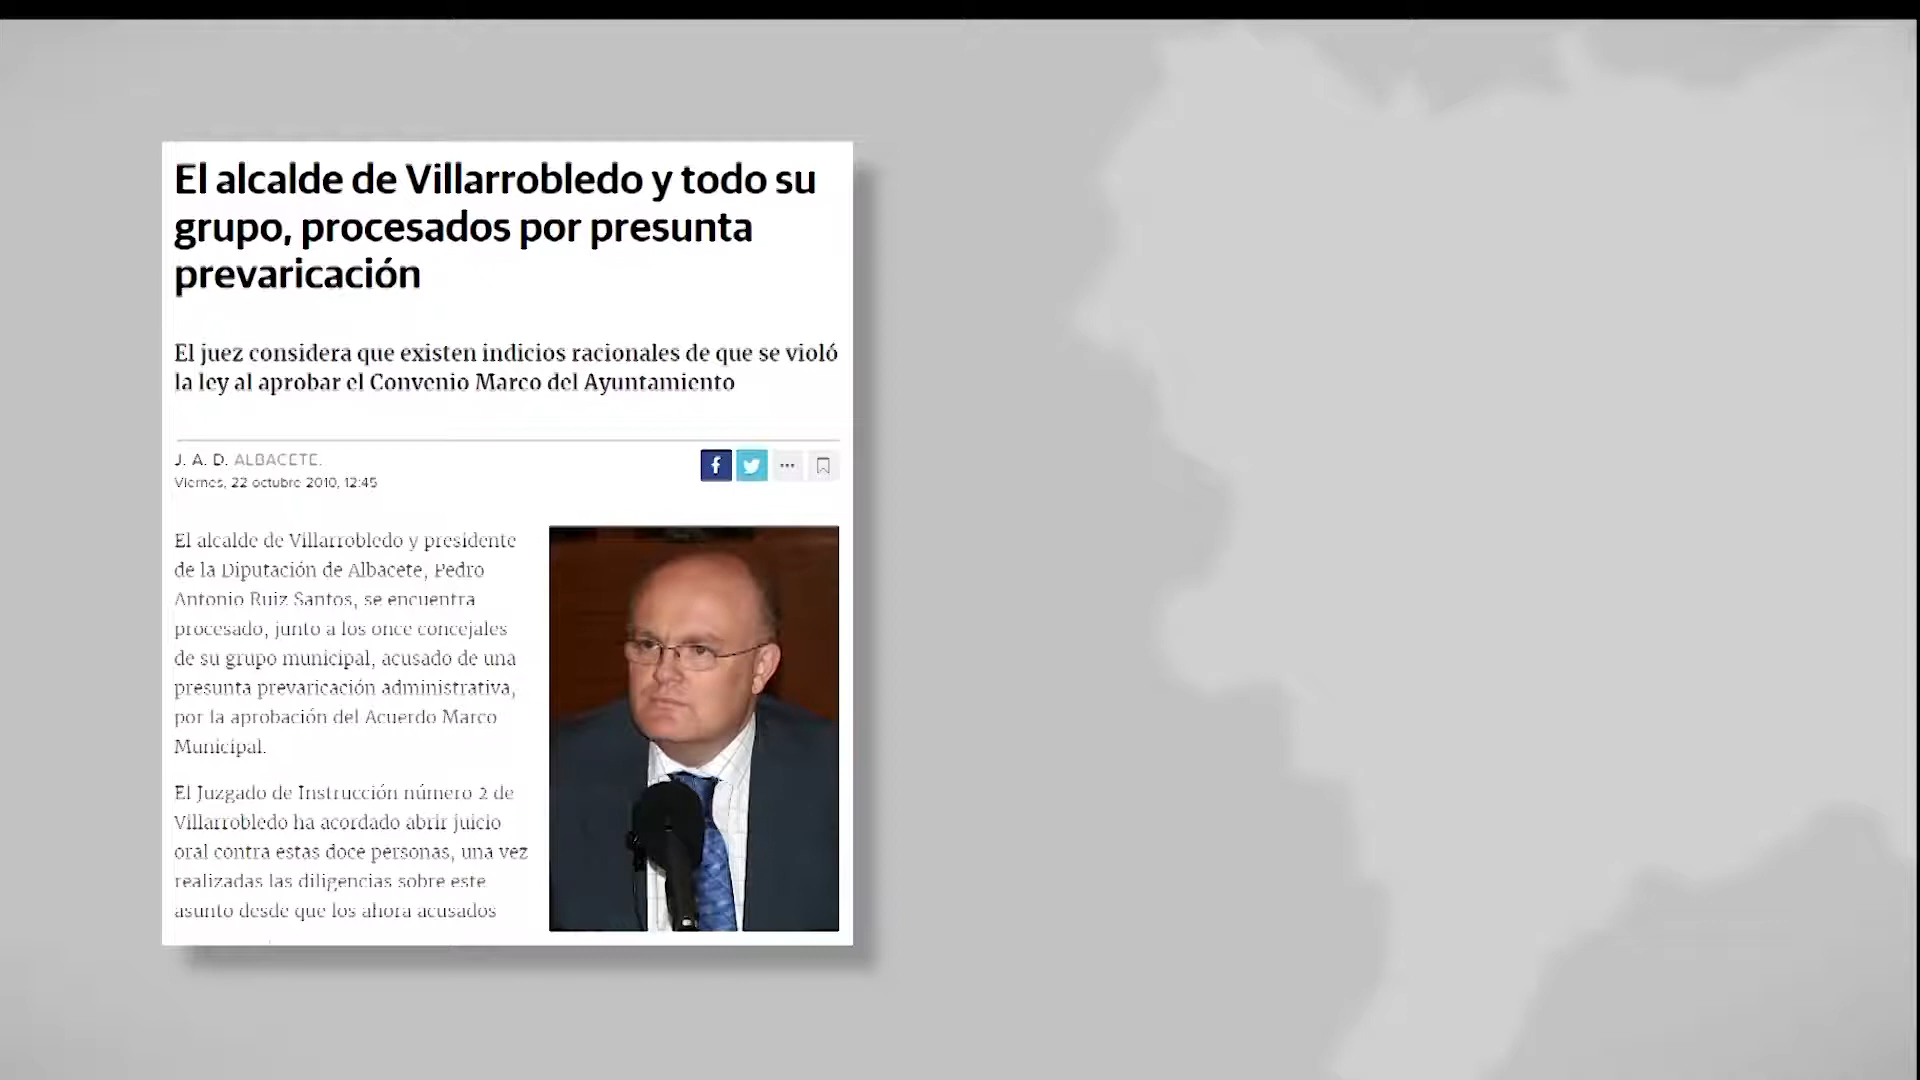 El alcalde de Villarrobledo y todo su
grupo, procesados por presunta
prevaricación
El juez considera que existen indicios racionales de que se violó
la ley al aprobar el Convenio Marco del Ayuntamiento
J. A. D. ALBACETE.
Viernes, 22 octubre 2010, 12:45
El alcalde de Villarrobledo y presidente
de la Diputación de Albacete, Pedro
Antonio Ruiz Santos, se encuentra
procesado, junto a los once concejales
de su grupo municipal, acusado de una
presunta prevaricación administrativa,
por la aprobación del Acuerdo Marco
Municipal.
El Juzgado de Instrucción número 2 de
Villarrobledo ha acordado abrir juicio
oral contra estas doce personas, una vez
realizadas las diligencias sobre este
asunto desde que los ahora acusados